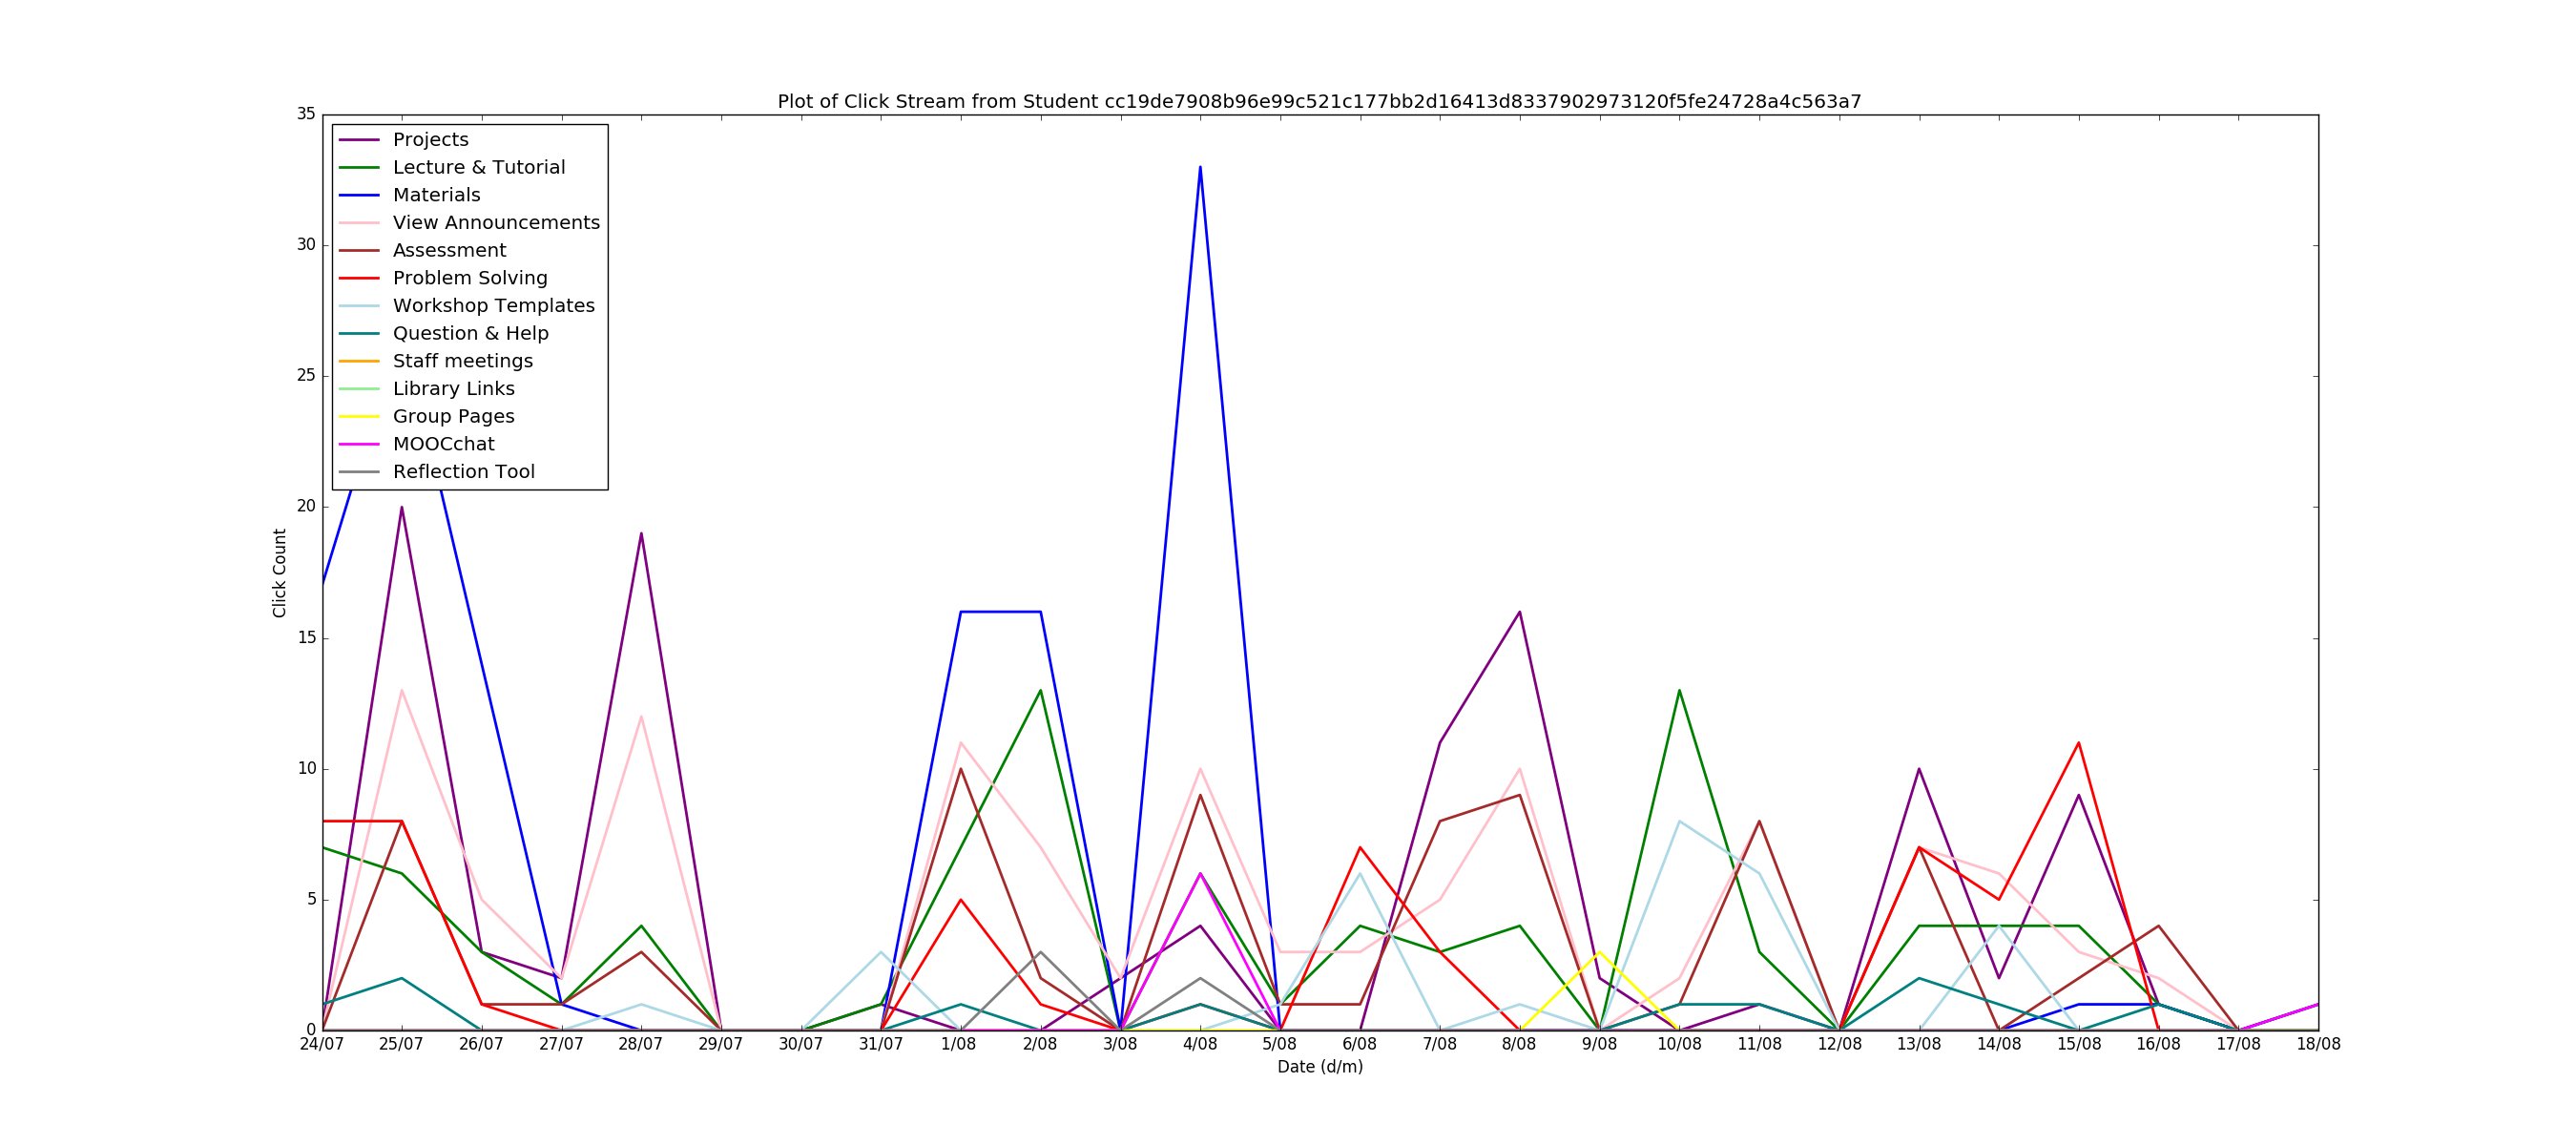 Plot of Click Stream from Student cc19de7908b96e99c521c177bb2d16413d8337902973120f5fe24728a4c563a7
35
30
25
20
15
10
5
0
Click Count
Projects
Lecture & Tutorial
Materials
View Announcements
Assessment
Problem Solving
Workshop Templates
Question & Help
Staff meetings
Library Links
Group Pages
MOOCchat
Reflection Tool
24/07 25/07 26/07 27/07 28/07 29/07 30/07 31/07 1/08 2/08 3/08 4/08 5/08 6/08 7/08 8/08 9/08 10/08 11/08 12/08 13/08 14/08 15/08 16/08 17/08 18/08
Date (d/m)